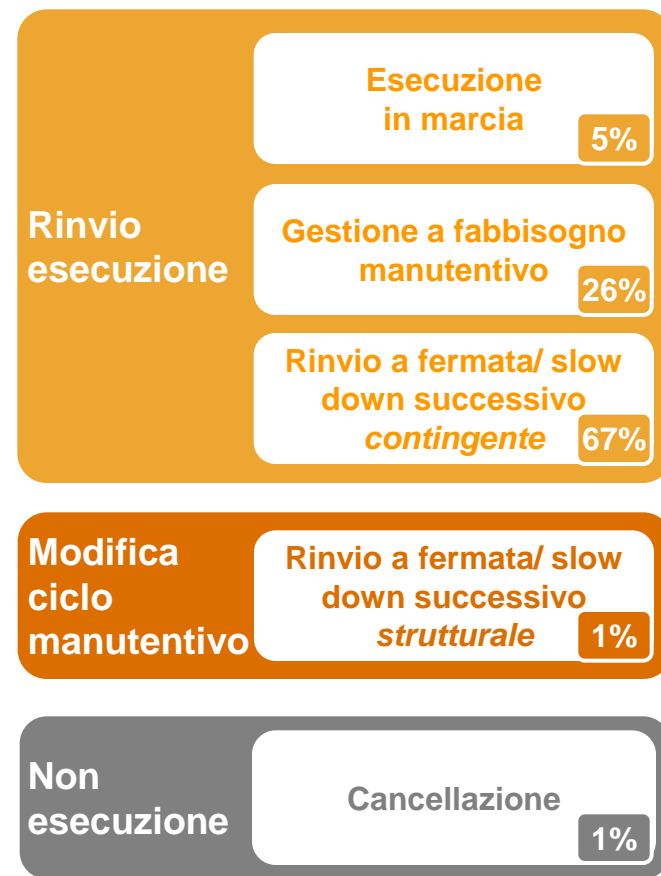 Rinvio
esecuzione
Esecuzione
in marcia
5%
Gestione a fabbisogno
manutentivo
26%
Rinvio a fermata/ slow
down successivo
contingente
67%
Modifica
ciclo
manutentivo
Rinvio a fermata/ slow
down successivo
strutturale
1%
Non
esecuzione
Cancellazione
1%